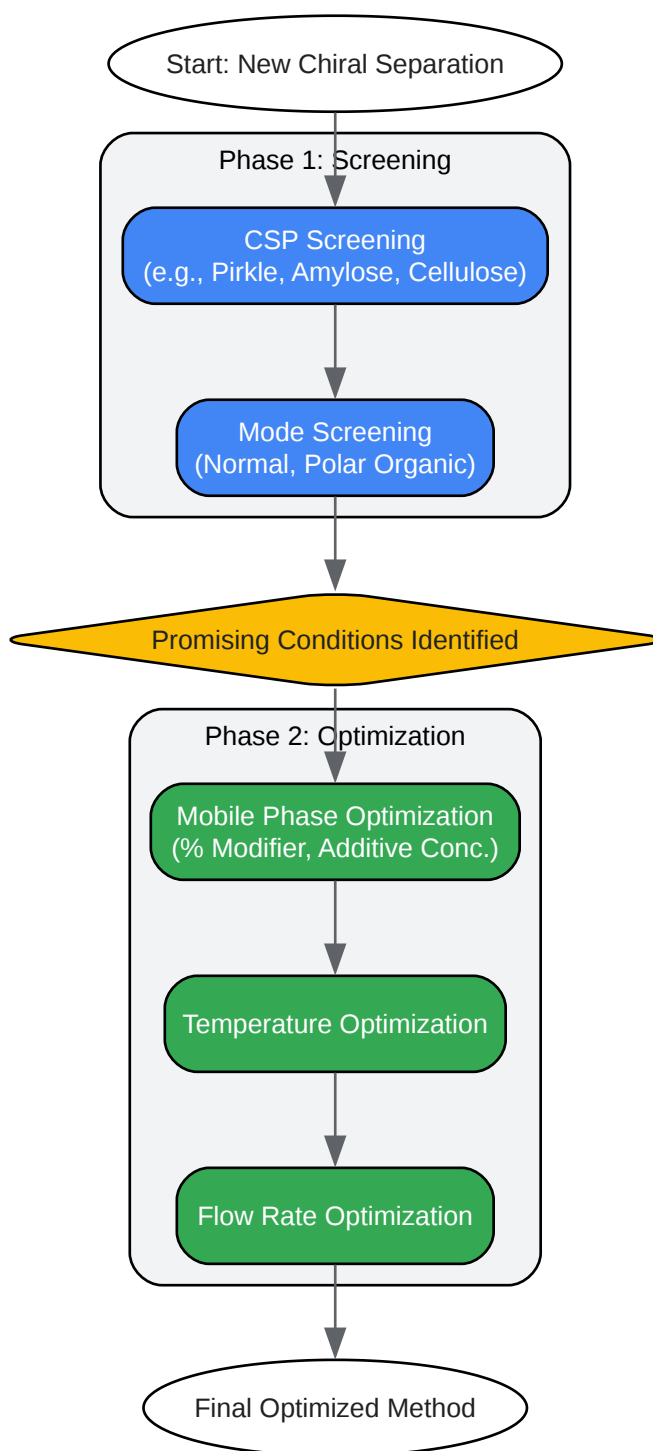 Start: New Chiral Separation
Phase 1: Screening
CSP Screening
(e.g., Pirkle, Amylose, Cellulose)
Mode Screening
(Normal, Polar Organic)
Promising Conditions Identified
Phase 2: Optimization
Mobile Phase Optimization
(% Modifier, Additive Conc.)
Temperature Optimization
Flow Rate Optimization
Final Optimized Method